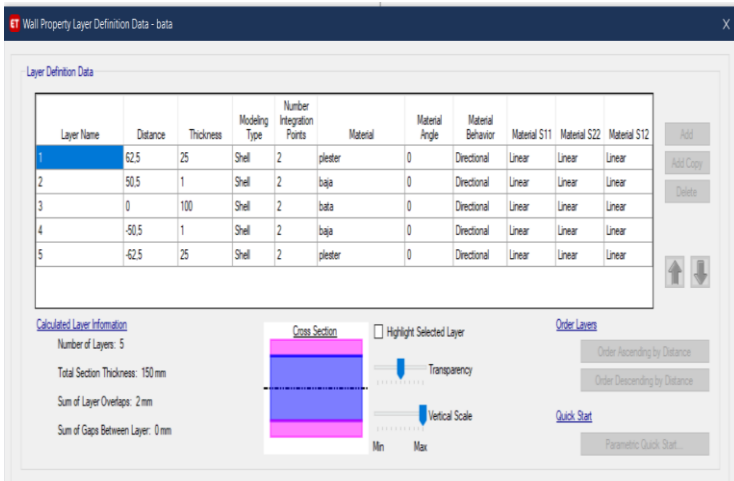 ET Wall Property Layer Definition Data - bata X
Layer Definition Data
Layer Name Distance Thickness Modeling Type Number Integration Points Material Material Angle Material Behavior Material S11 Material S22 Material S12
1 62,5 25 Shell 2 plester 0 Directional Linear Linear Linear
2 50,5 1 Shell 2 baja 0 Directional Linear Linear Linear
3 0 100 Shell 2 bata 0 Directional Linear Linear Linear
4 -50,5 1 Shell 2 baja 0 Directional Linear Linear Linear
5 -62,5 25 Shell 2 plester 0 Directional Linear Linear Linear
Add
Add Copy
Delete
Calculated Layer Information
Number of Layers: 5
Total Section Thickness: 150 mm
Sum of Layer Overlaps: 2 mm
Sum of Gaps Between Layer: 0 mm
Cross Section
Highlight Selected Layer
Transparency
Vertical Scale
Min Max
Order Layers
Order Ascending by Distance
Order Descending by Distance
Quick Start
Parametric Quick Start...